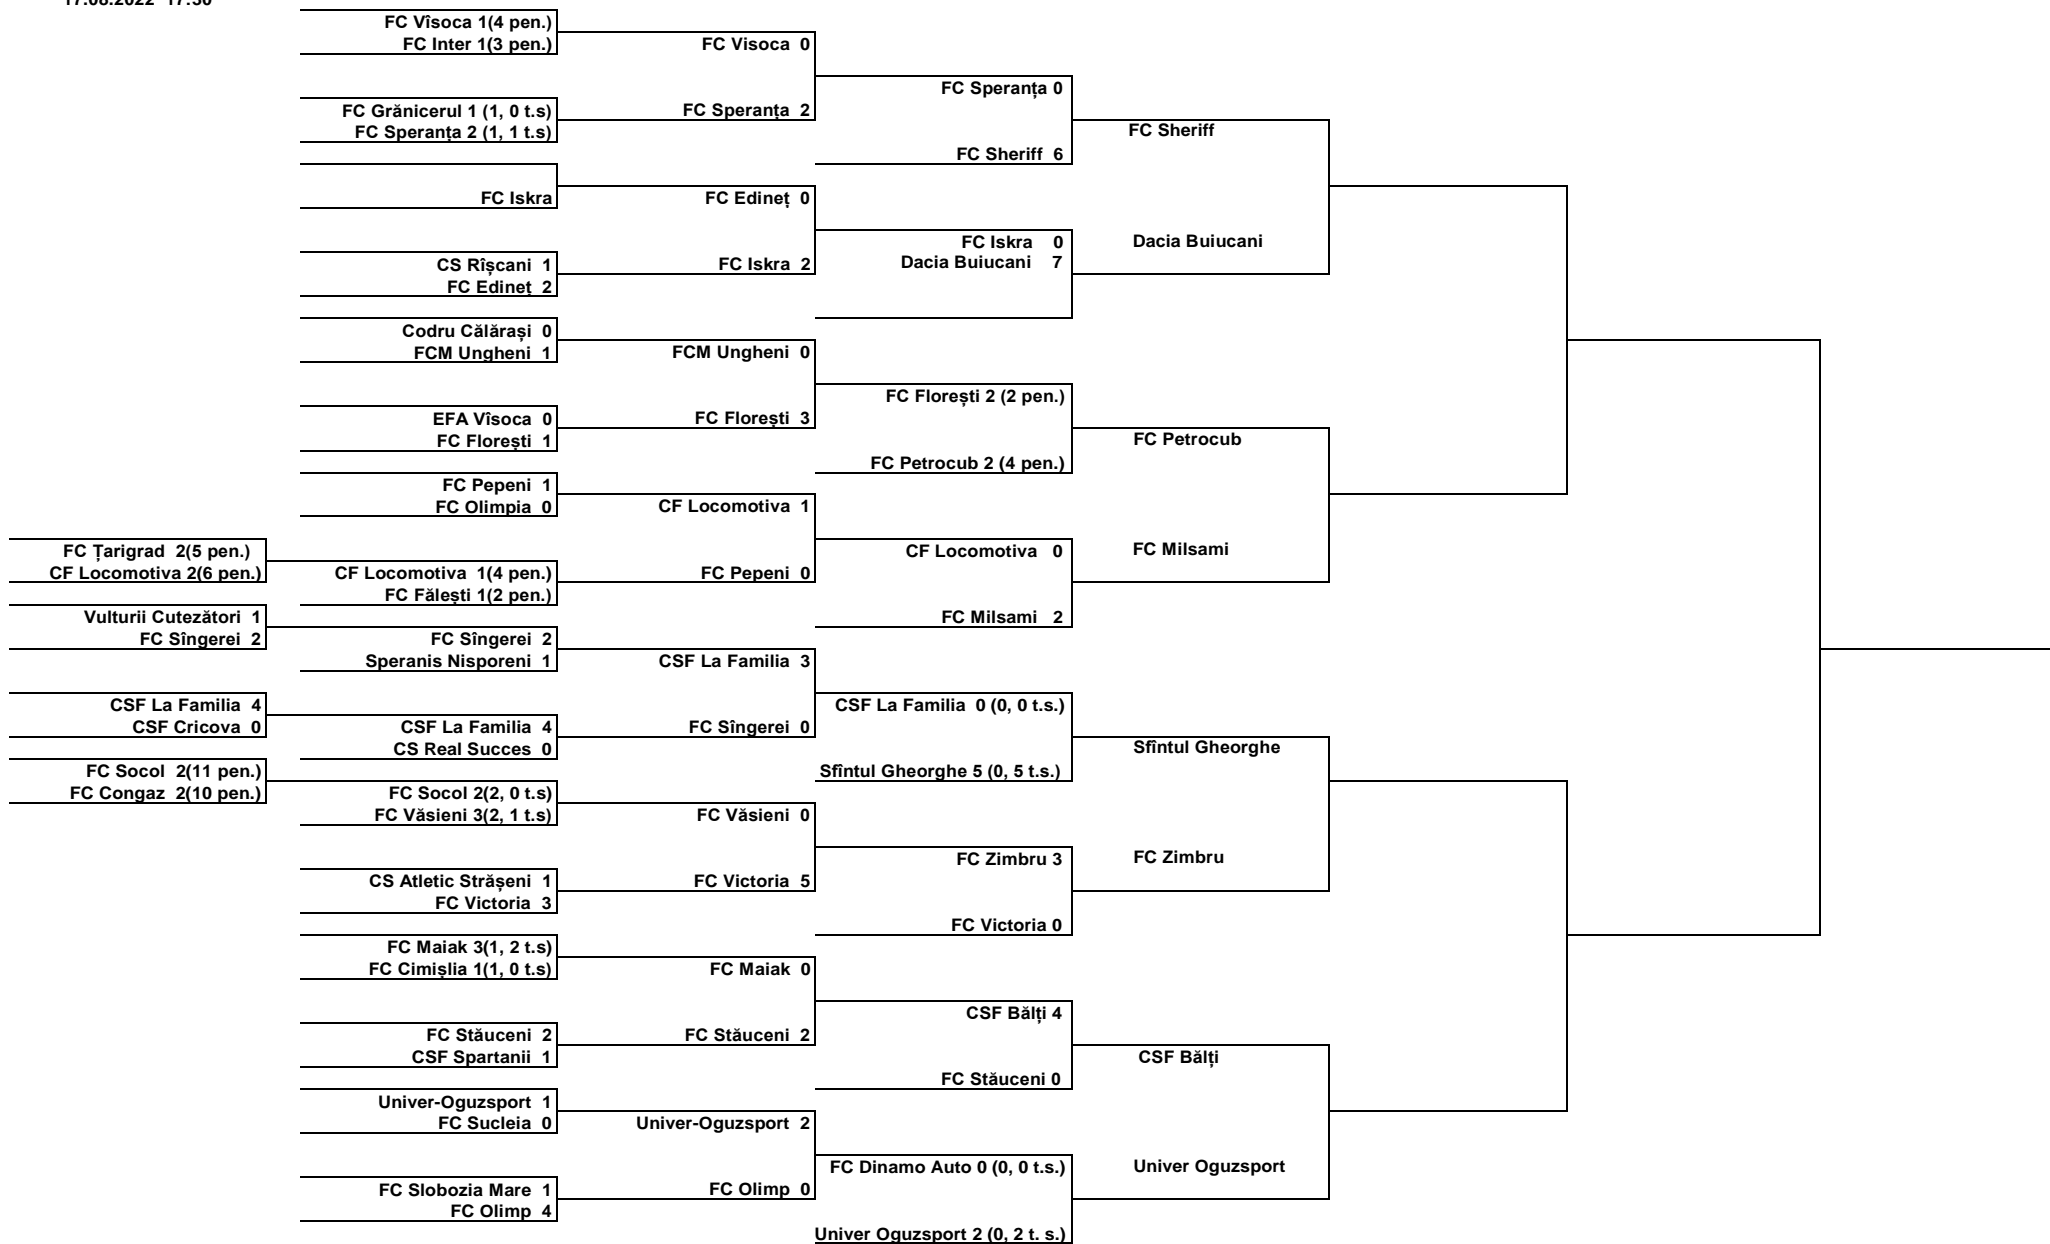 17.08.2022 17:30
FC Vîsoca 1(4 pen.)
FC Inter 1(3 pen.)
FC Grănicerul 1 (1, 0 t.s)
FC Speranța 2 (1, 1 t.s)
FC Iskra
CS Rîșcani 1
FC Edineț 2
Codru Călărași 0
FCM Ungheni 1
EFA Vîsoca 0
FC Florești 1
FC Pepeni 1
FC Olimpia 0
FC Țarigrad 2(5 pen.)
CF Locomotiva 2(6 pen.)
Vulturii Cutezători 1
FC Sîngerei 2
CSF La Familia 4
CSF Cricova 0
FC Socol 2(11 pen.)
FC Congaz 2(10 pen.)
CF Locomotiva 1(4 pen.)
FC Fălești 1(2 pen.)
FC Sîngerei 2
Speranis Nisporeni 1
CSF La Familia 4
CS Real Succes 0
FC Socol 2(2, 0 t.s)
FC Văsieni 3(2, 1 t.s)
CS Atletic Strășeni 1
FC Victoria 3
FC Maiak 3(1, 2 t.s)
FC Cimișlia 1(1, 0 t.s)
FC Stăuceni 2
CSF Spartanii 1
Univer-Oguzsport 1
FC Sucleia 0
FC Slobozia Mare 1
FC Olimp 4
FC Visoca 0
FC Speranța 2
FC Edineț 0
FC Iskra 2
FCM Ungheni 0
FC Florești 3
CF Locomotiva 1
FC Pepeni 0
CSF La Familia 3
FC Sîngerei 0
FC Văsieni 0
FC Victoria 5
FC Maiak 0
FC Stăuceni 2
Univer-Oguzsport 2
FC Olimp 0
FC Speranța 0
FC Sheriff 6
FC Iskra 0
Dacia Buiucani 7
FC Florești 2 (2 pen.)
FC Petrocub 2 (4 pen.)
CF Locomotiva 0
FC Milsami 2
CSF La Familia 0 (0, 0 t.s.)
Sfîntul Gheorghe 5 (0, 5 t.s.)
FC Zimbru 3
FC Victoria 0
CSF Bălți 4
FC Stăuceni 0
FC Dinamo Auto 0 (0, 0 t.s.)
Univer Oguzsport 2 (0, 2 t. s.)
FC Sheriff
Dacia Buiucani
FC Petrocub
FC Milsami
Sfîntul Gheorghe
FC Zimbru
CSF Bălți
Univer Oguzsport